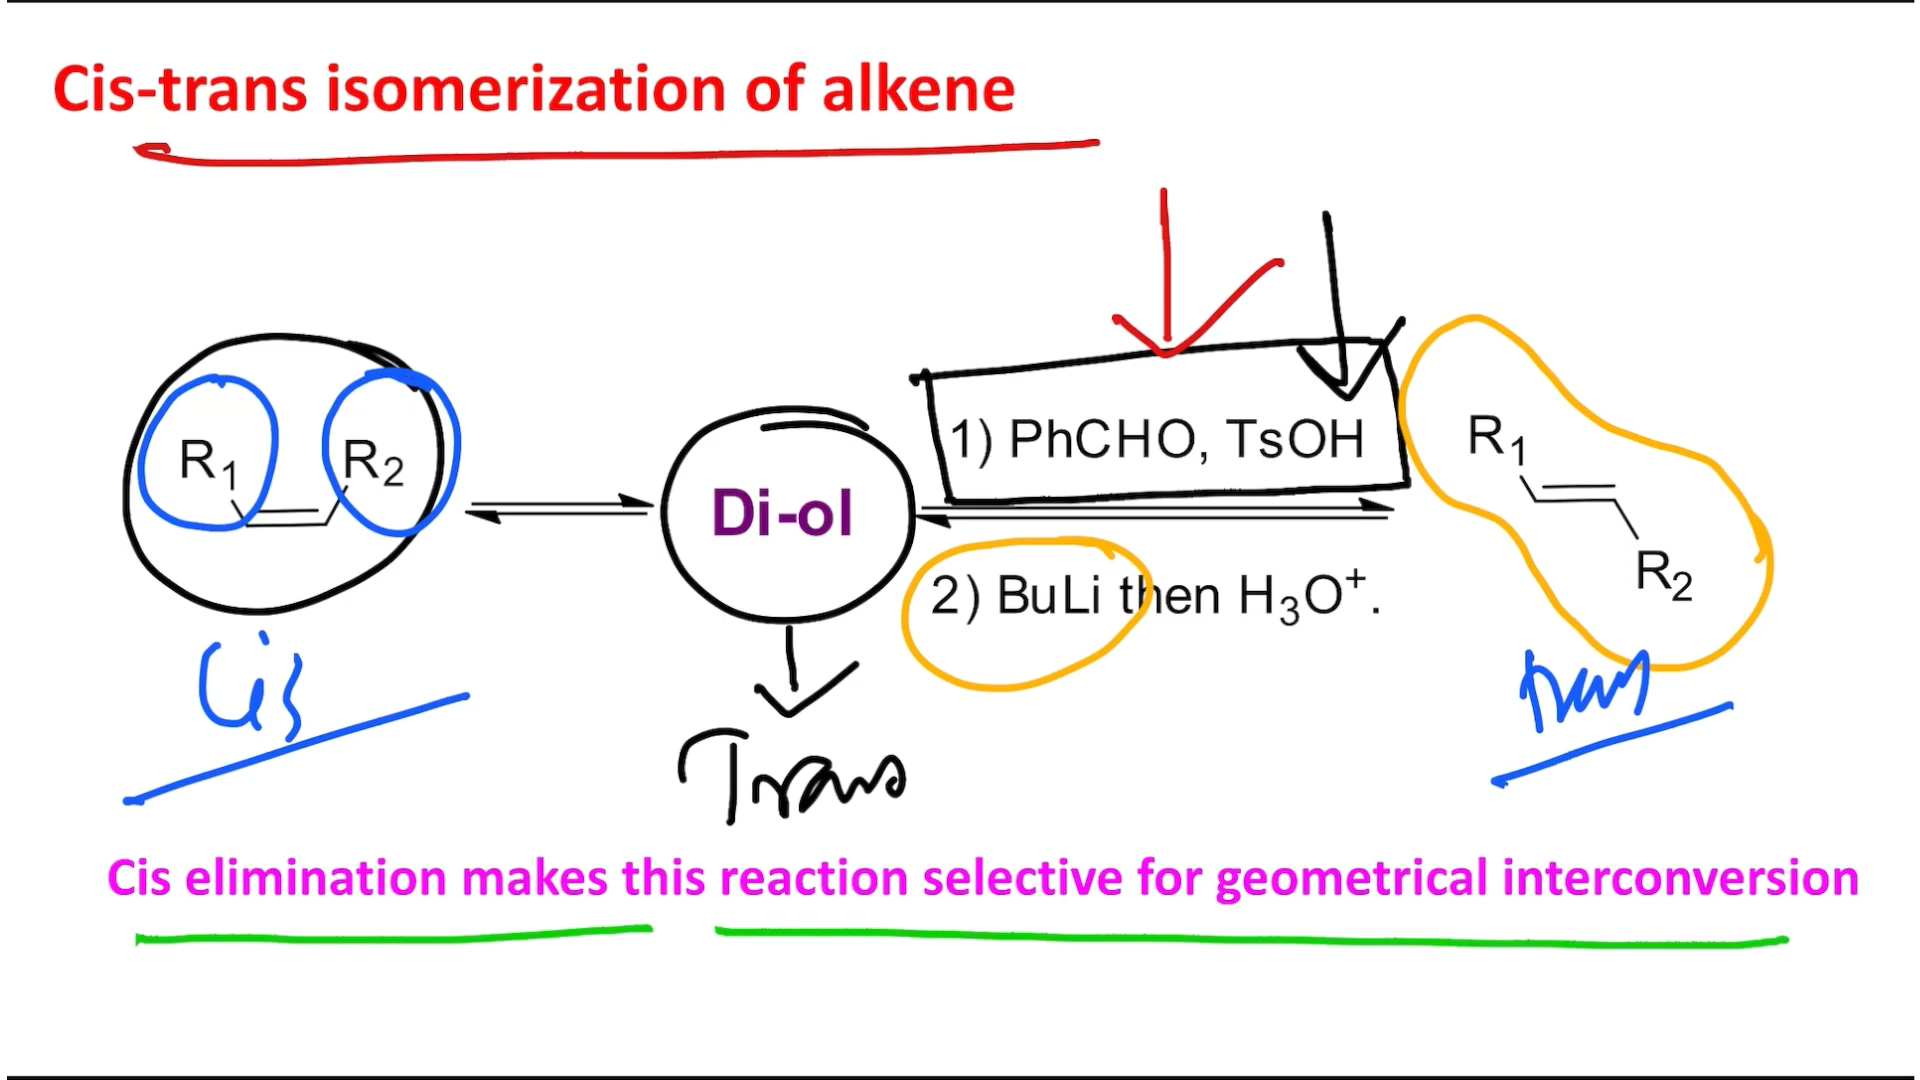 Cis-trans isomerization of alkene
R₁ R₂
Di-ol
1) PhCHO, TsOH
2) BuLi then H₃O⁺.
R₁
R₂
Cis
Trans
trans
Cis elimination makes this reaction selective for geometrical interconversion